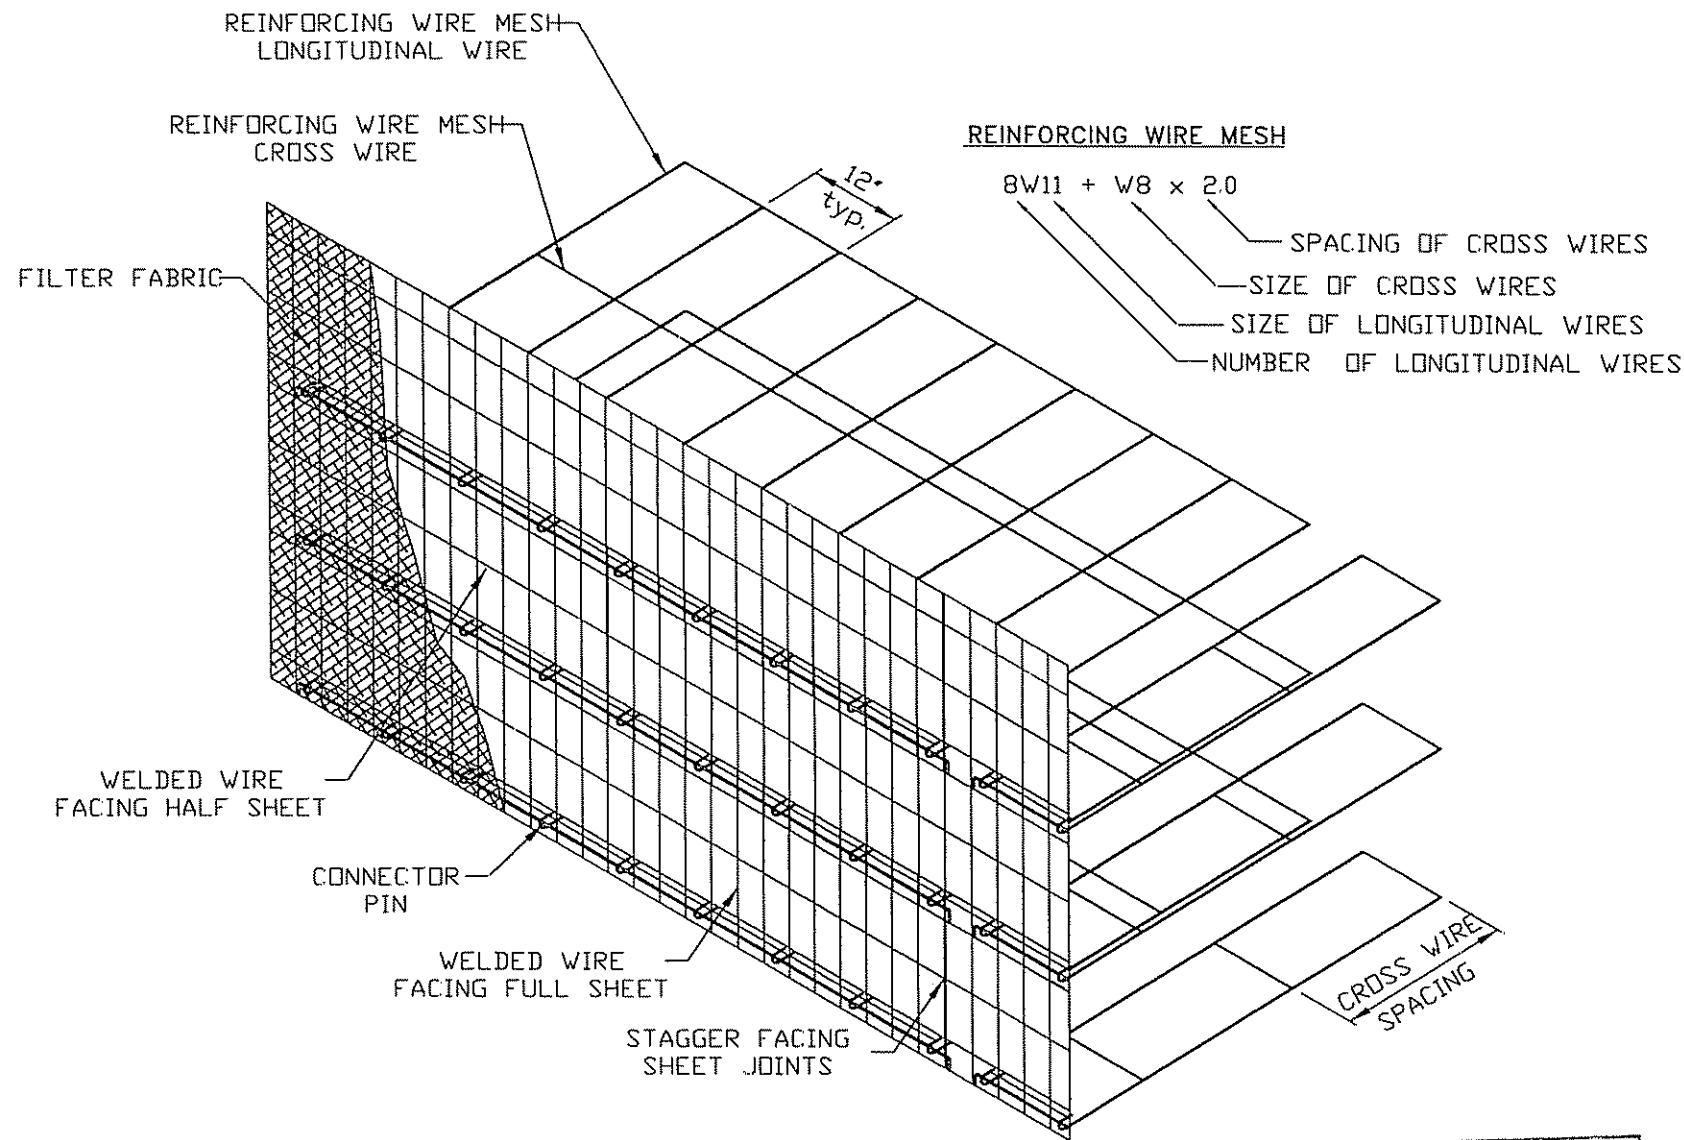 REINFORCING WIRE MESH
LONGITUDINAL WIRE
REINFORCING WIRE MESH
CROSS WIRE
12"
typ.
REINFORCING WIRE MESH
8W11 + W8 x 2.0
SPACING OF CROSS WIRES
SIZE OF CROSS WIRES
SIZE OF LONGITUDINAL WIRES
NUMBER OF LONGITUDINAL WIRES
FILTER FABRIC
WELDED WIRE
FACING HALF SHEET
CONNECTOR
PIN
WELDED WIRE
FACING FULL SHEET
STAGGER FACING
SHEET JOINTS
CROSS WIRE
SPACING